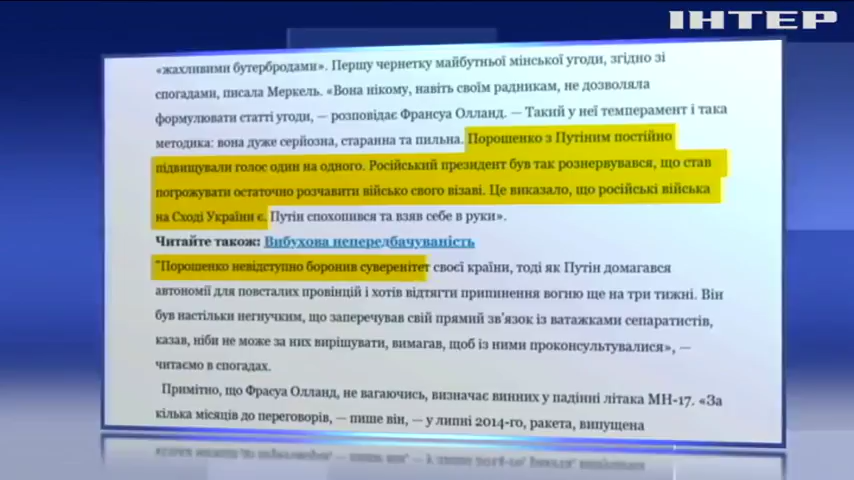 ІНТЕР
«жахливими бутербродами». Першу чернетку майбутньої мінської угоди, згідно зі
спогадами, писала Меркель. «Вона нікому, навіть своїм радникам, не дозволяла
формулювати статті угоди, — розповідає Франсуа Олланд. — Такий у неї темперамент і така
методика: вона дуже серйозна, старанна та пильна. Порошенко з Путіним постійно
підвищували голос один на одного. Російський президент був так рознервувався, що став
погрожувати остаточно розчавити військо свого візаві. Це виказало, що російські війська
на Сході України є. Путін спохопився та взяв себе в руки».
Читайте також: Вибухова непередбачуваність
"Порошенко невідступно боронив суверенітет своєї країни, тоді як Путін домагався
автономії для повсталих провінцій і хотів відтягти припинення вогню ще на три тижні. Він
був настільки негнучким, що заперечував свій прямий зв'язок із ватажками сепаратистів,
казав, ніби не може за них вирішувати, вимагав, щоб із ними проконсультувалися», —
читаємо в спогадах.
Примітно, що Фрасуа Олланд, не вагаючись, визначає винних у падінні літака МН-17. «За
кілька місяців до переговорів, — пише він, — у липні 2014-го, ракета, випущена